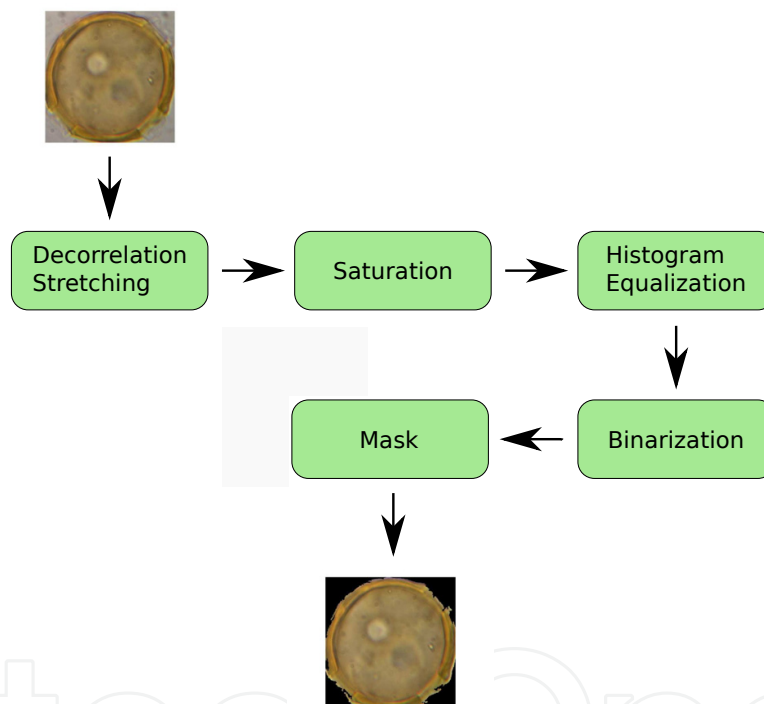 Decorrelation
Stretching
Saturation
Histogram
Equalization
Mask
Binarization